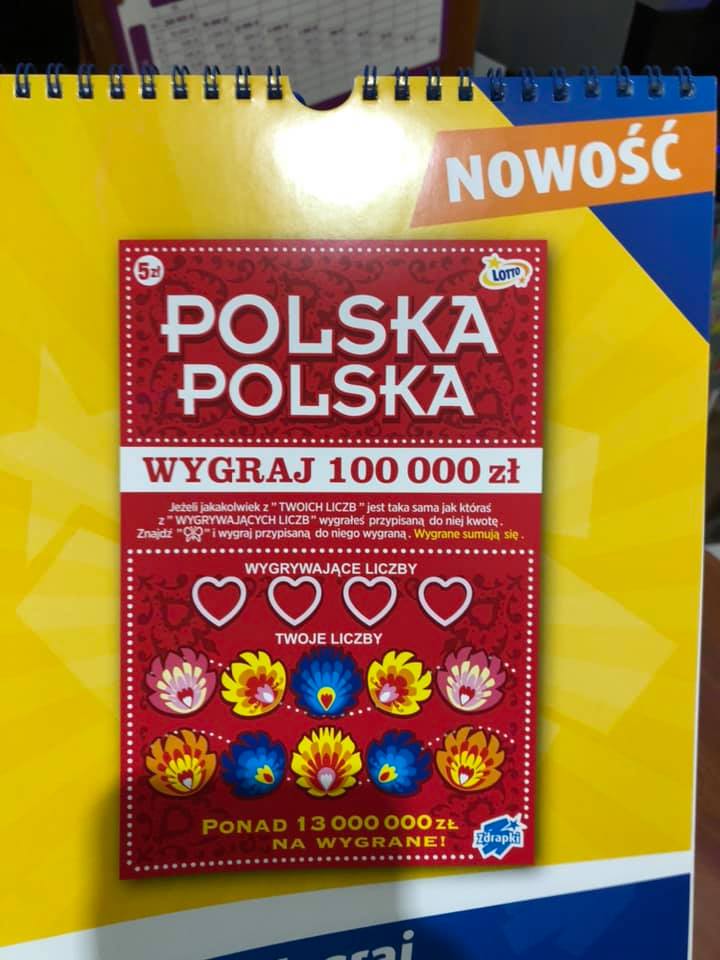 NOWOŚĆ
5zł
LOTTO
POLSKA
POLSKA
WYGRAJ 100 000 zł
Jeżeli jakakolwiek z "TWOICH LICZB" jest taka sama jak któraś
z "WYGRYWAJĄCYCH LICZB" wygrałeś przypisaną do niej kwotę.
Znajdź " " i wygraj przypisaną do niego wygraną. Wygrane sumują się.
WYGRYWAJĄCE LICZBY
TWOJE LICZBY
PONAD 13 000 000 ZŁ
NA WYGRANE!
Zdrapki